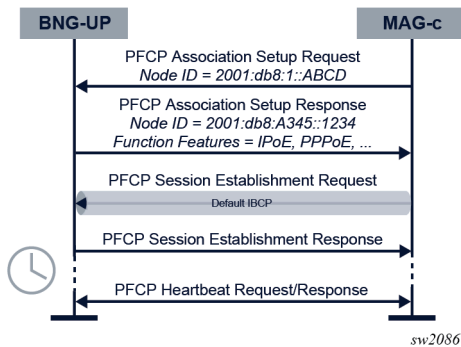 BNG-UP
MAG-c
PFCP Association Setup Request
Node ID = 2001:db8:1::ABCD
PFCP Association Setup Response
Node ID = 2001:db8:A345::1234
Function Features = IPoE, PPPoE, ...
PFCP Session Establishment Request
Default IBCP
PFCP Session Establishment Response
PFCP Heartbeat Request/Response
sw2086